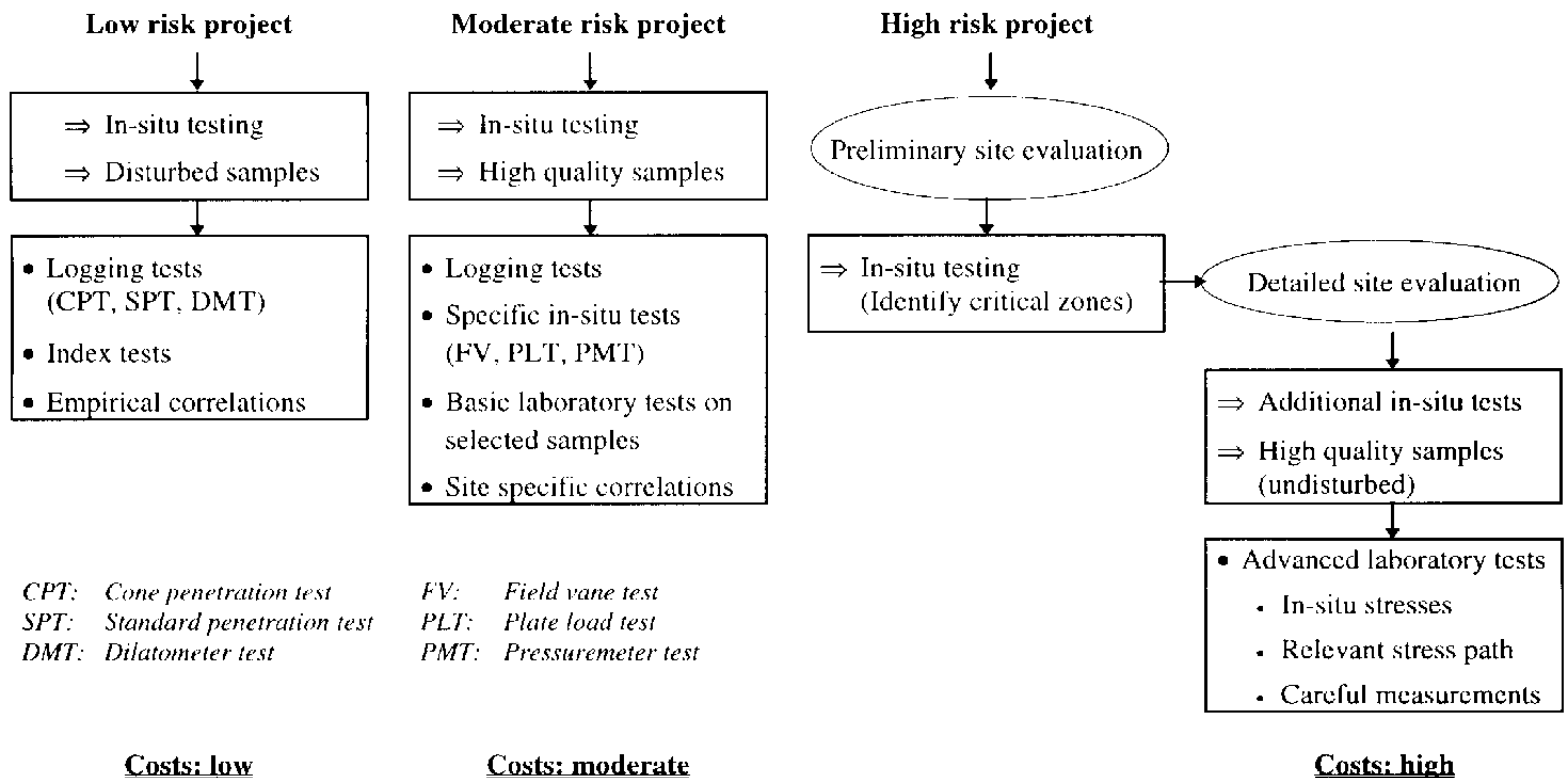 Low risk project
⇒ In-situ testing
⇒ Disturbed samples
• Logging tests
(CPT, SPT, DMT)
• Index tests
• Empirical correlations
CPT: Cone penetration test
SPT: Standard penetration test
DMT: Dilatometer test
Costs: low
Moderate risk project
⇒ In-situ testing
⇒ High quality samples
• Logging tests
• Specific in-situ tests
(FV, PLT, PMT)
• Basic laboratory tests on
selected samples
• Site specific correlations
FV: Field vane test
PLT: Plate load test
PMT: Pressuremeter test
Costs: moderate
High risk project
Preliminary site evaluation
⇒ In-situ testing
(Identify critical zones)
Detailed site evaluation
⇒ Additional in-situ tests
⇒ High quality samples
(undisturbed)
• Advanced laboratory tests
• In-situ stresses
• Relevant stress path
• Careful measurements
Costs: high